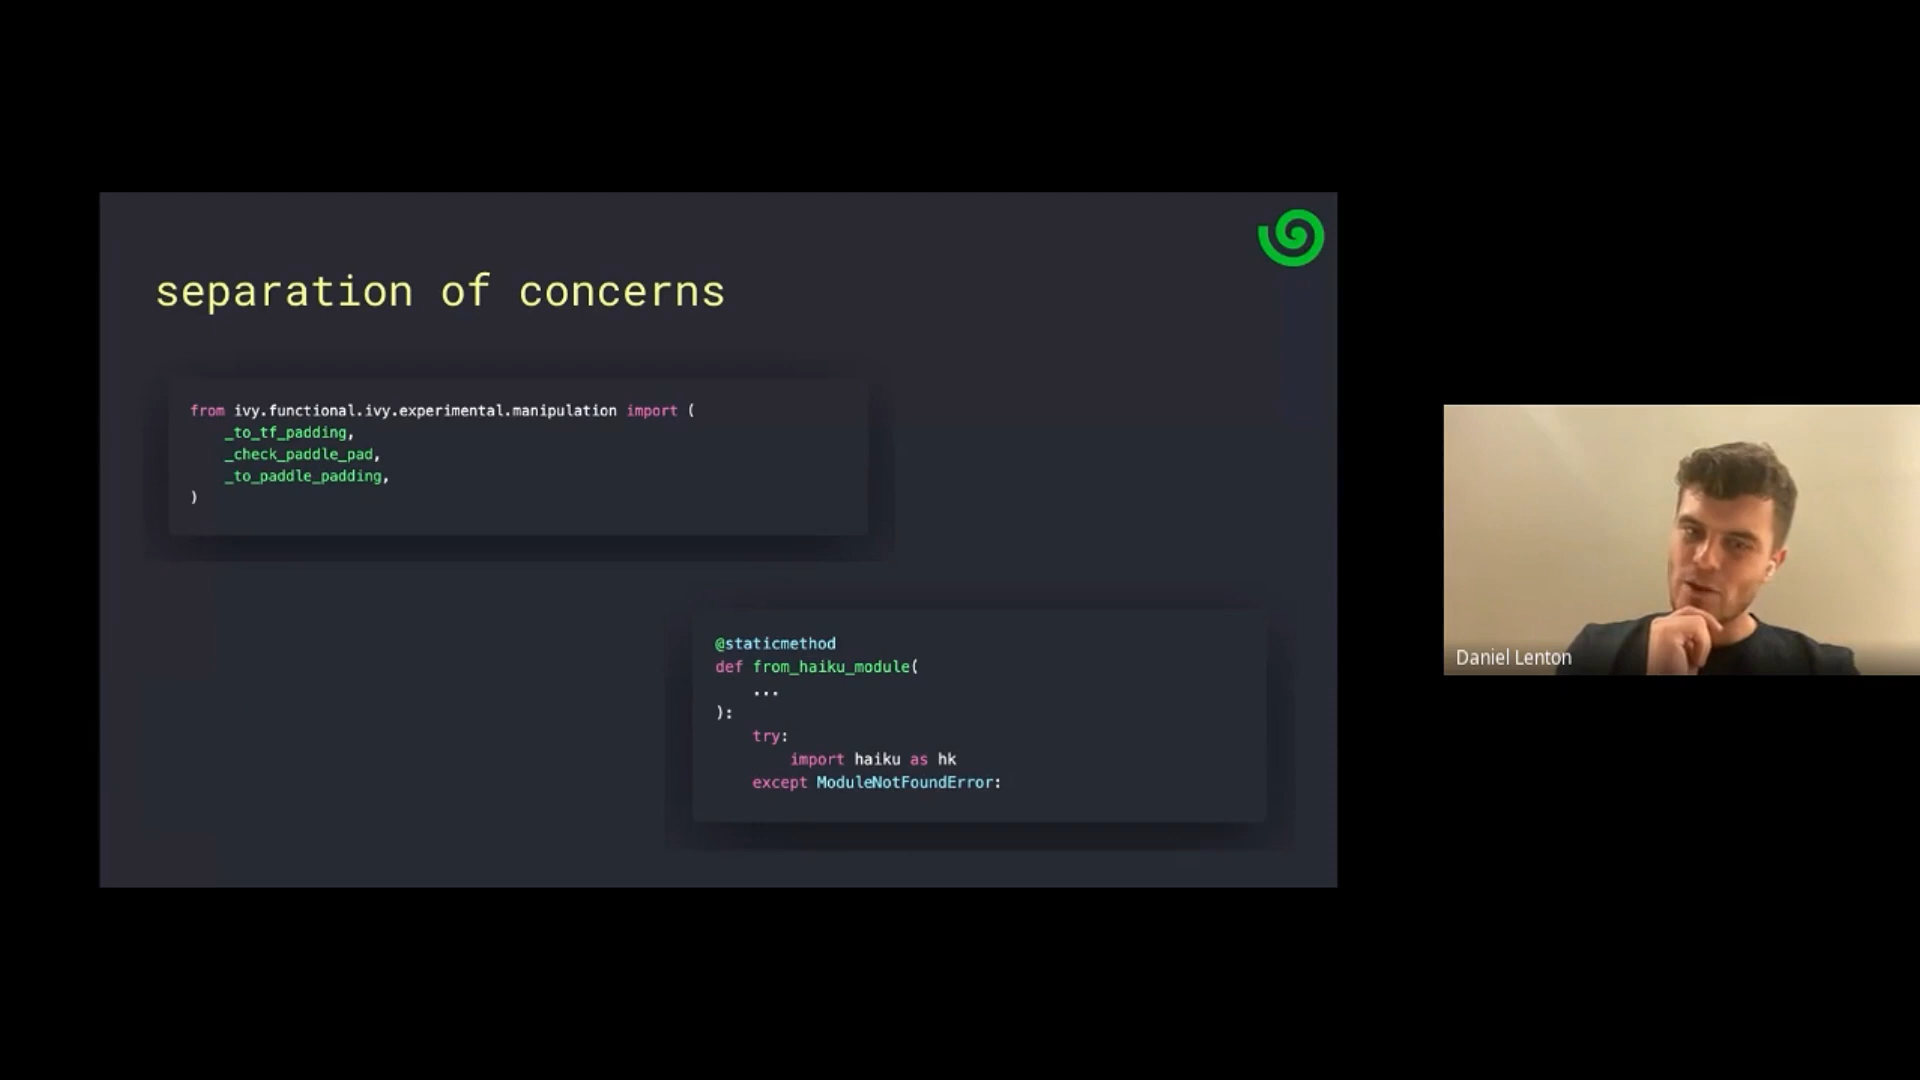 separation of concerns
from ivy.functional.ivy.experimental.manipulation import (
    _to_tf_padding,
    _check_paddle_pad,
    _to_paddle_padding,
)
@staticmethod
def from_haiku_module(
    ...
):
    try:
        import haiku as hk
    except ModuleNotFoundError:
Daniel Lenton